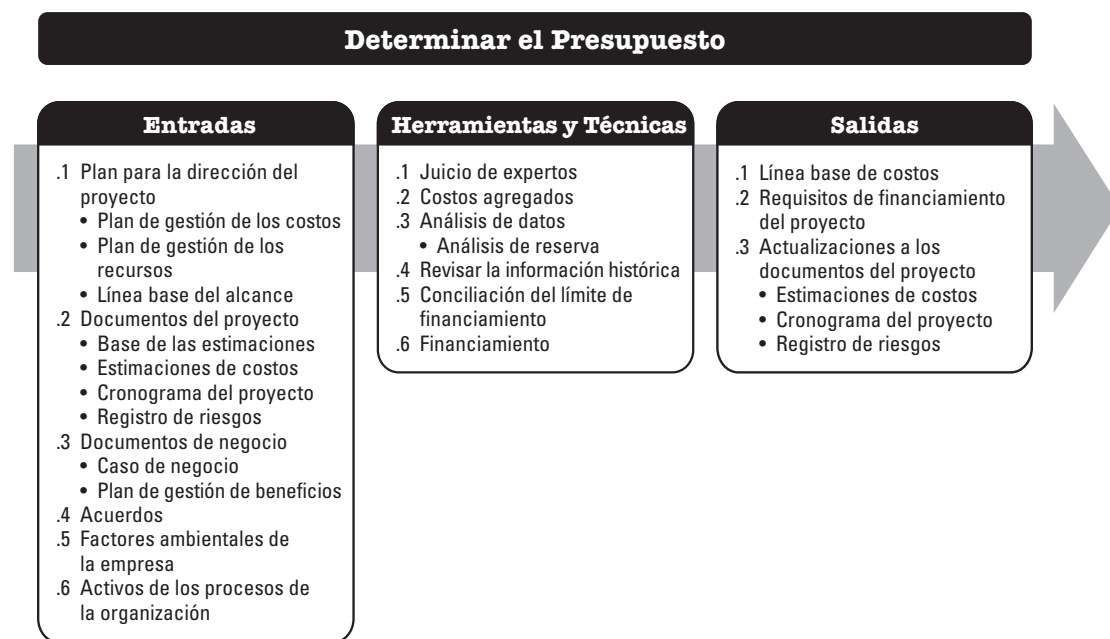 Determinar el Presupuesto
Entradas
.1 Plan para la dirección del
proyecto
• Plan de gestión de los costos
• Plan de gestión de los
recursos
• Línea base del alcance
.2 Documentos del proyecto
• Base de las estimaciones
• Estimaciones de costos
• Cronograma del proyecto
• Registro de riesgos
.3 Documentos de negocio
• Caso de negocio
• Plan de gestión de beneficios
.4 Acuerdos
.5 Factores ambientales de
la empresa
.6 Activos de los procesos de
la organización
Herramientas y Técnicas
.1 Juicio de expertos
.2 Costos agregados
.3 Análisis de datos
• Análisis de reserva
.4 Revisar la información histórica
.5 Conciliación del límite de
financiamiento
.6 Financiamiento
Salidas
.1 Línea base de costos
.2 Requisitos de financiamiento
del proyecto
.3 Actualizaciones a los
documentos del proyecto
• Estimaciones de costos
• Cronograma del proyecto
• Registro de riesgos